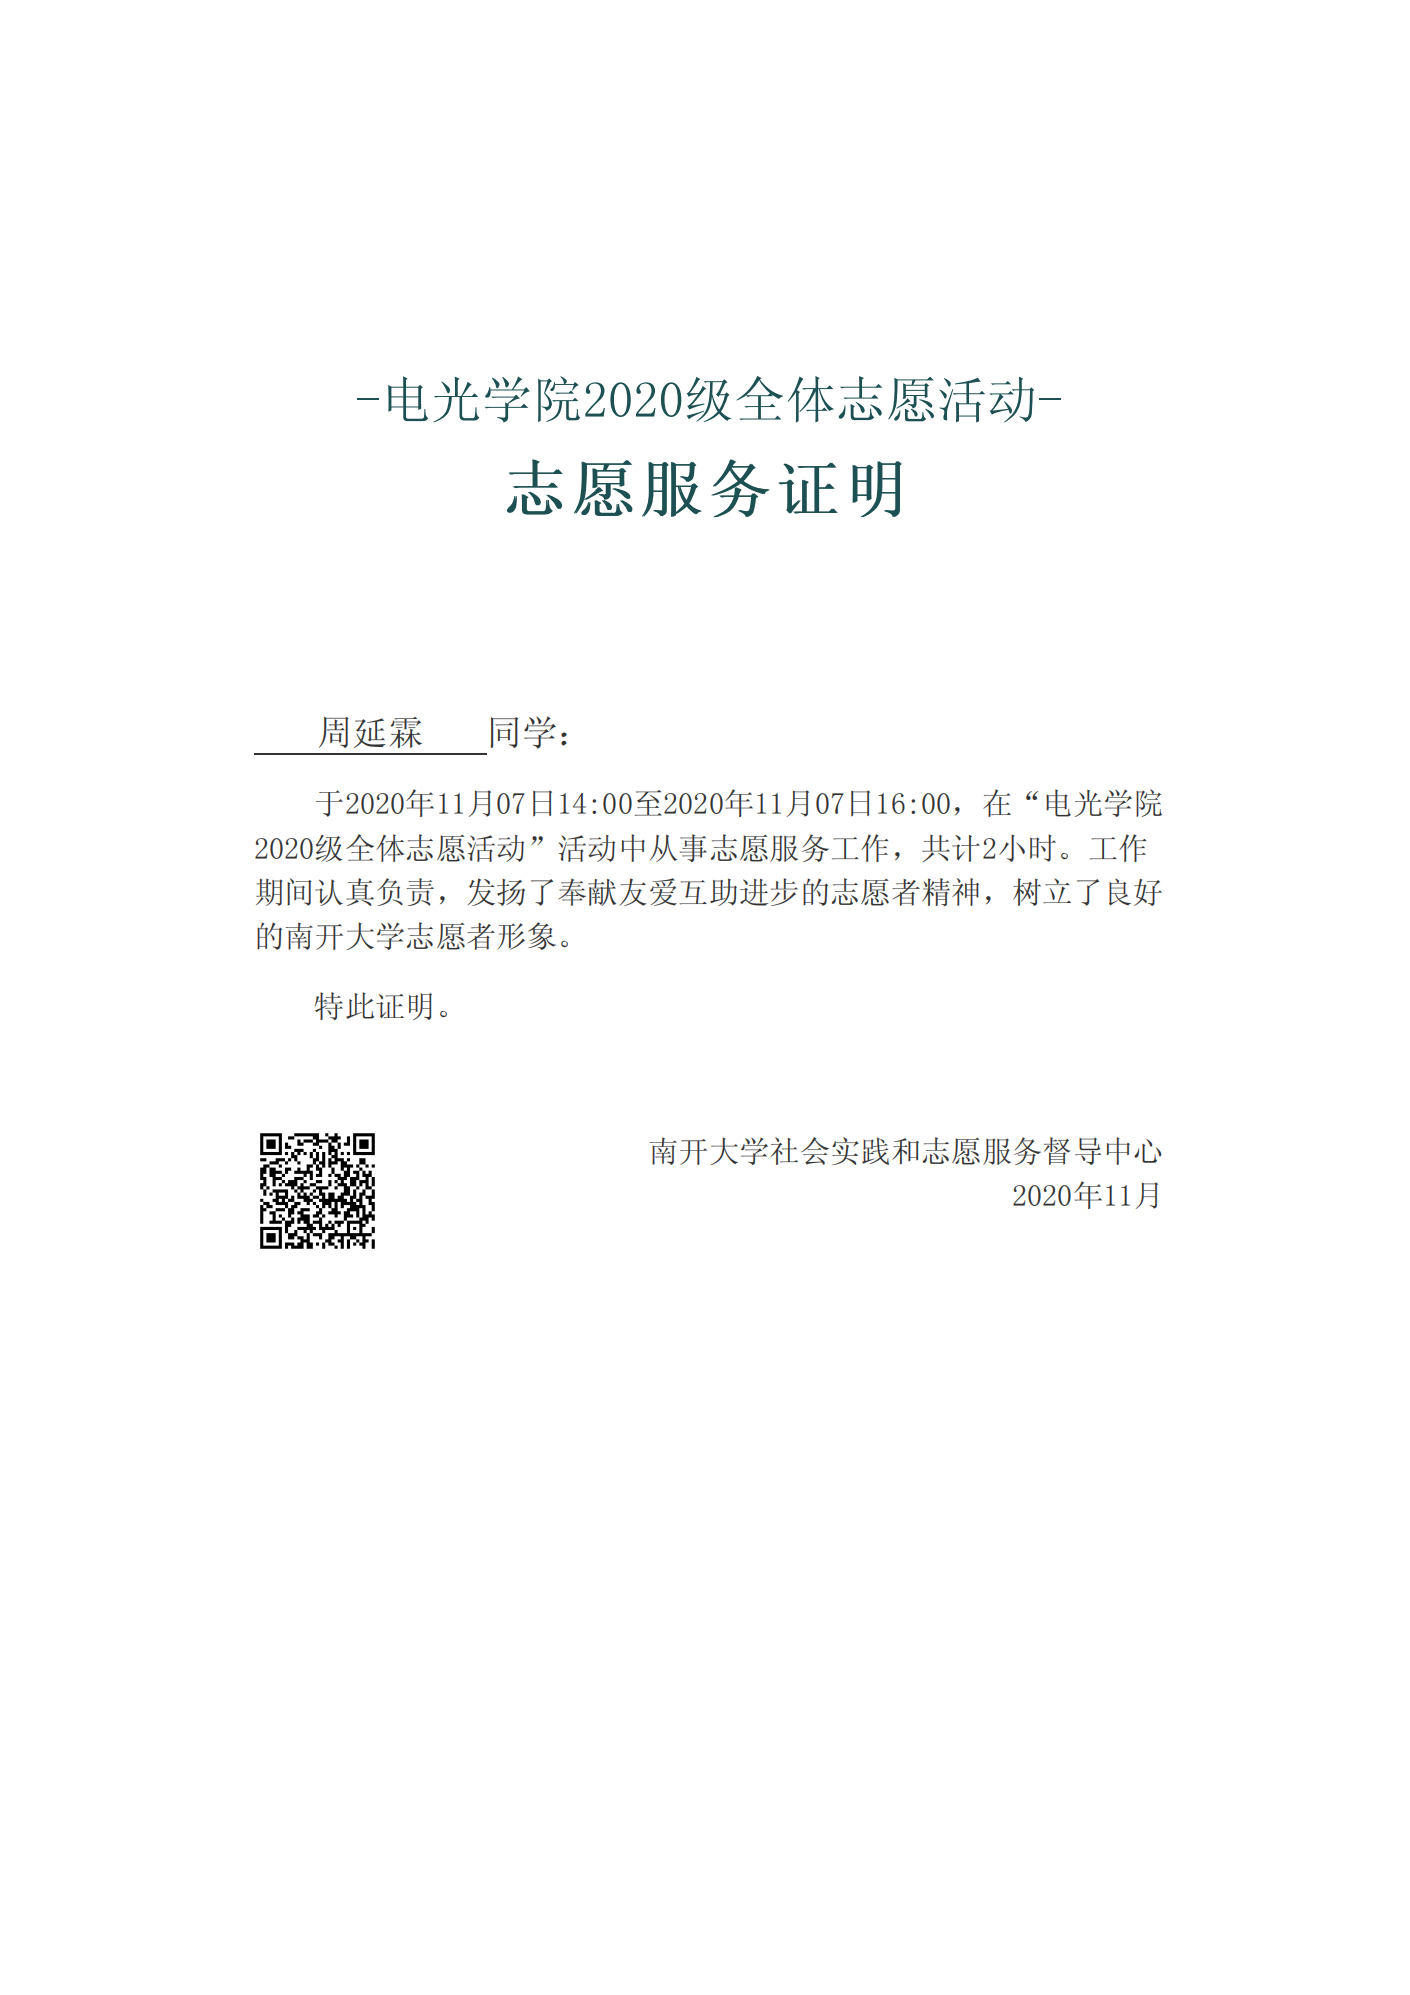 -电光学院2020级全体志愿活动-
志愿服务证明
周延霖 同学：
于2020年11月07日14:00至2020年11月07日16:00，在“电光学院
2020级全体志愿活动”活动中从事志愿服务工作，共计2小时。工作
期间认真负责，发扬了奉献友爱互助进步的志愿者精神，树立了良好
的南开大学志愿者形象。
特此证明。
南开大学社会实践和志愿服务督导中心
2020年11月